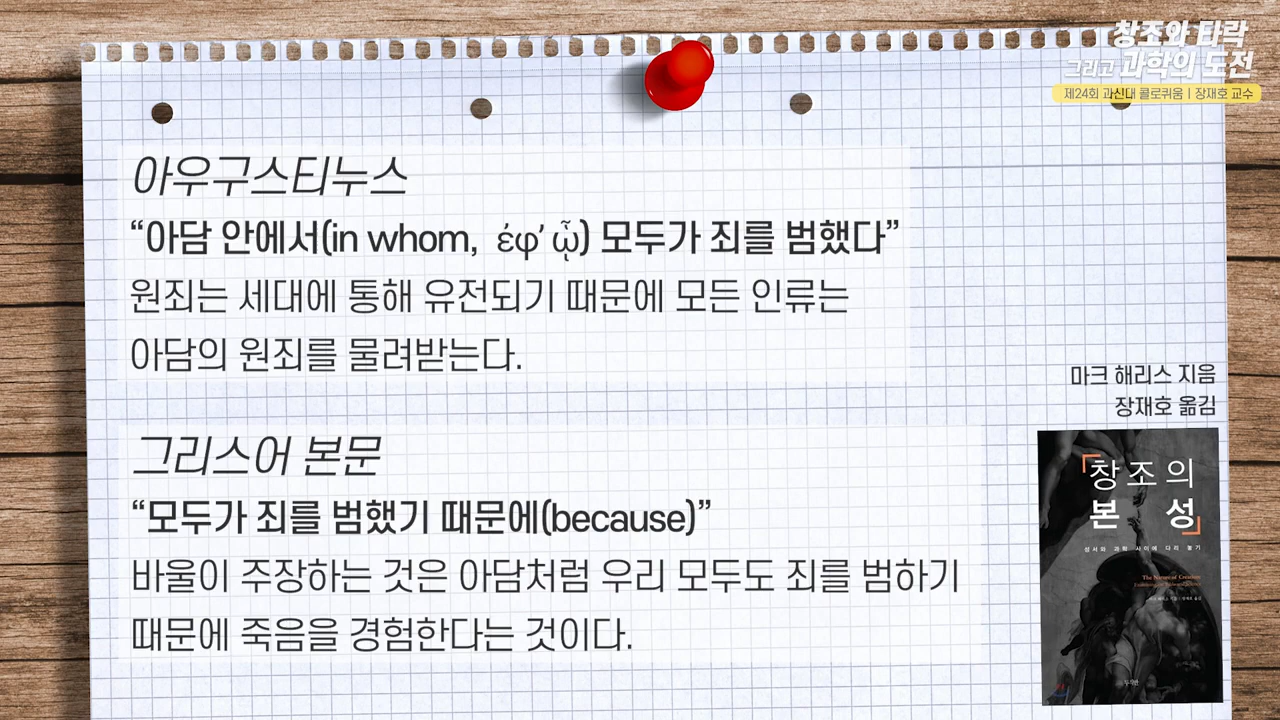 창조와 타락
그리고 과학의 도전
제24회 과신대 콜로퀴움 | 장재호 교수
아우구스티누스
“아담 안에서(in whom, ἐφ’ ᾧ) 모두가 죄를 범했다”
원죄는 세대에 통해 유전되기 때문에 모든 인류는
아담의 원죄를 물려받는다.
그리스어 본문
“모두가 죄를 범했기 때문에(because)”
바울이 주장하는 것은 아담처럼 우리 모두도 죄를 범하기
때문에 죽음을 경험한다는 것이다.
마크 해리스 지음
장재호 옮김
창조의
본성
성서와 과학 사이에 다리 놓기
The Nature of Creation